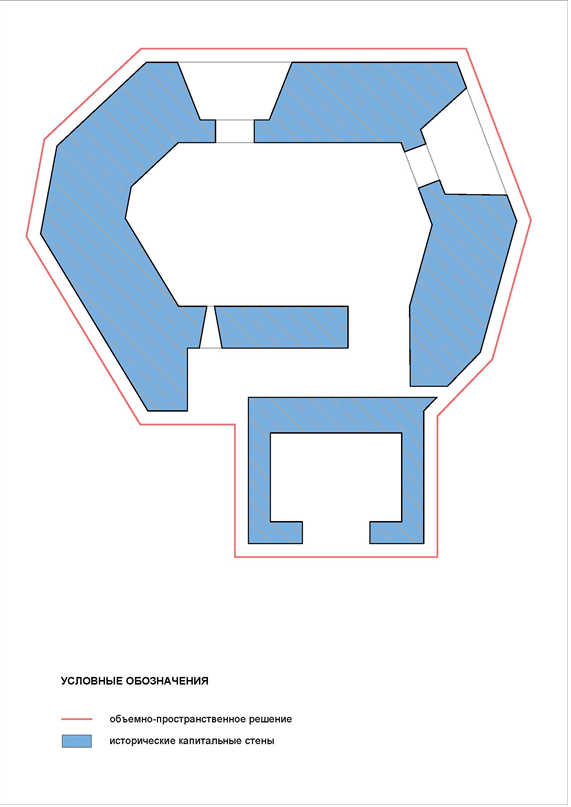 УСЛОВНЫЕ ОБОЗНАЧЕНИЯ
объемно-пространственное решение
исторические капитальные стены